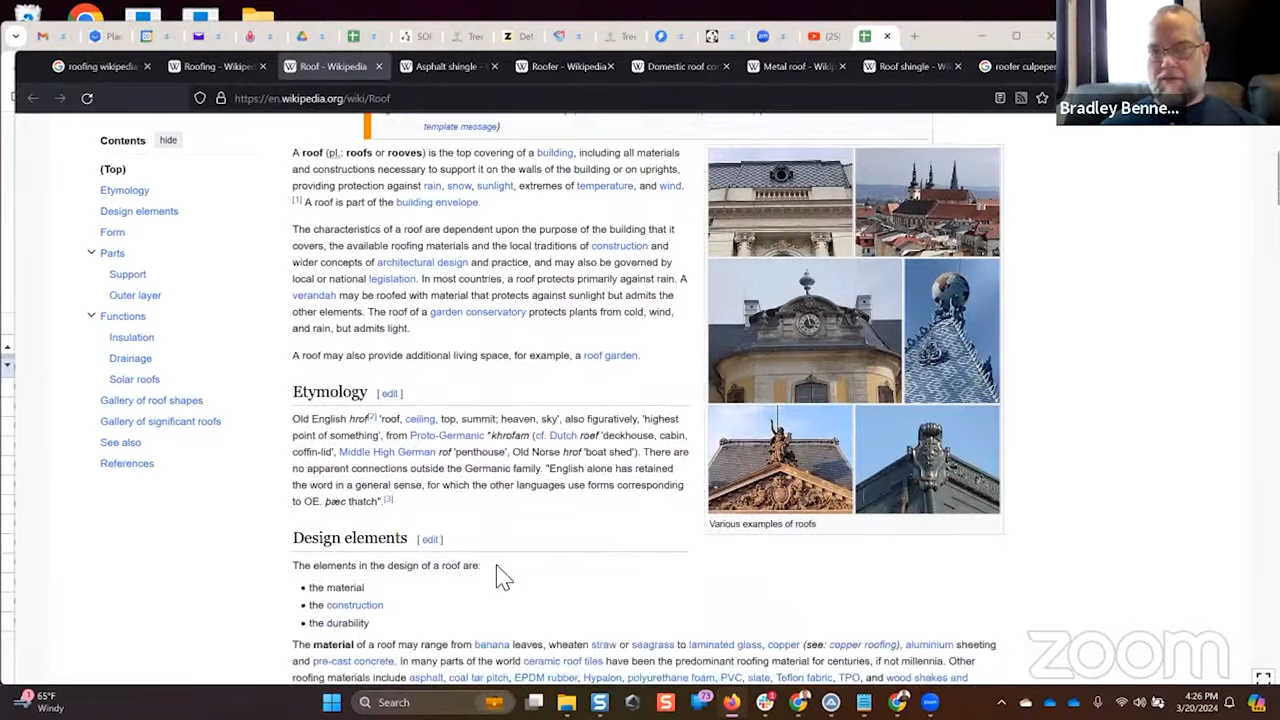 Plan
SOI
Tre
Det
Tre
(25)
roofing wikipedia
Roofing - Wikiped
Roof - Wikipedia
Asphalt shingle -
Roofer - Wikipedia
Domestic roof co
Metal roof - Wikip
Roof shingle - Wi
roofer culpeper
https://en.wikipedia.org/wiki/Roof
Bradley Benne...
Contents hide
(Top)
Etymology
Design elements
Form
Parts
Support
Outer layer
Functions
Insulation
Drainage
Solar roofs
Gallery of roof shapes
Gallery of significant roofs
See also
References
template message)
A roof (pl.: roofs or rooves) is the top covering of a building, including all materials
and constructions necessary to support it on the walls of the building or on uprights,
providing protection against rain, snow, sunlight, extremes of temperature, and wind.
[1] A roof is part of the building envelope.
The characteristics of a roof are dependent upon the purpose of the building that it
covers, the available roofing materials and the local traditions of construction and
wider concepts of architectural design and practice, and may also be governed by
local or national legislation. In most countries, a roof protects primarily against rain. A
verandah may be roofed with material that protects against sunlight but admits the
other elements. The roof of a garden conservatory protects plants from cold, wind,
and rain, but admits light.
A roof may also provide additional living space, for example, a roof garden.
Etymology [ edit ]
Old English hrof[2] 'roof, ceiling, top, summit; heaven, sky', also figuratively, 'highest
point of something', from Proto-Germanic *khrofam (cf. Dutch roef 'deckhouse, cabin,
coffin-lid', Middle High German rof 'penthouse', Old Norse hrof 'boat shed'). There are
no apparent connections outside the Germanic family. "English alone has retained
the word in a general sense, for which the other languages use forms corresponding
to OE. þæc thatch".[3]
Various examples of roofs
Design elements [ edit ]
The elements in the design of a roof are:
• the material
• the construction
• the durability
The material of a roof may range from banana leaves, wheaten straw or seagrass to laminated glass, copper (see: copper roofing), aluminium sheeting
and pre-cast concrete. In many parts of the world ceramic roof tiles have been the predominant roofing material for centuries, if not millennia. Other
roofing materials include asphalt, coal tar pitch, EPDM rubber, Hypalon, polyurethane foam, PVC, slate, Teflon fabric, TPO, and wood shakes and
zoom
65°F
Windy
Search
73
4:26 PM
3/20/2024